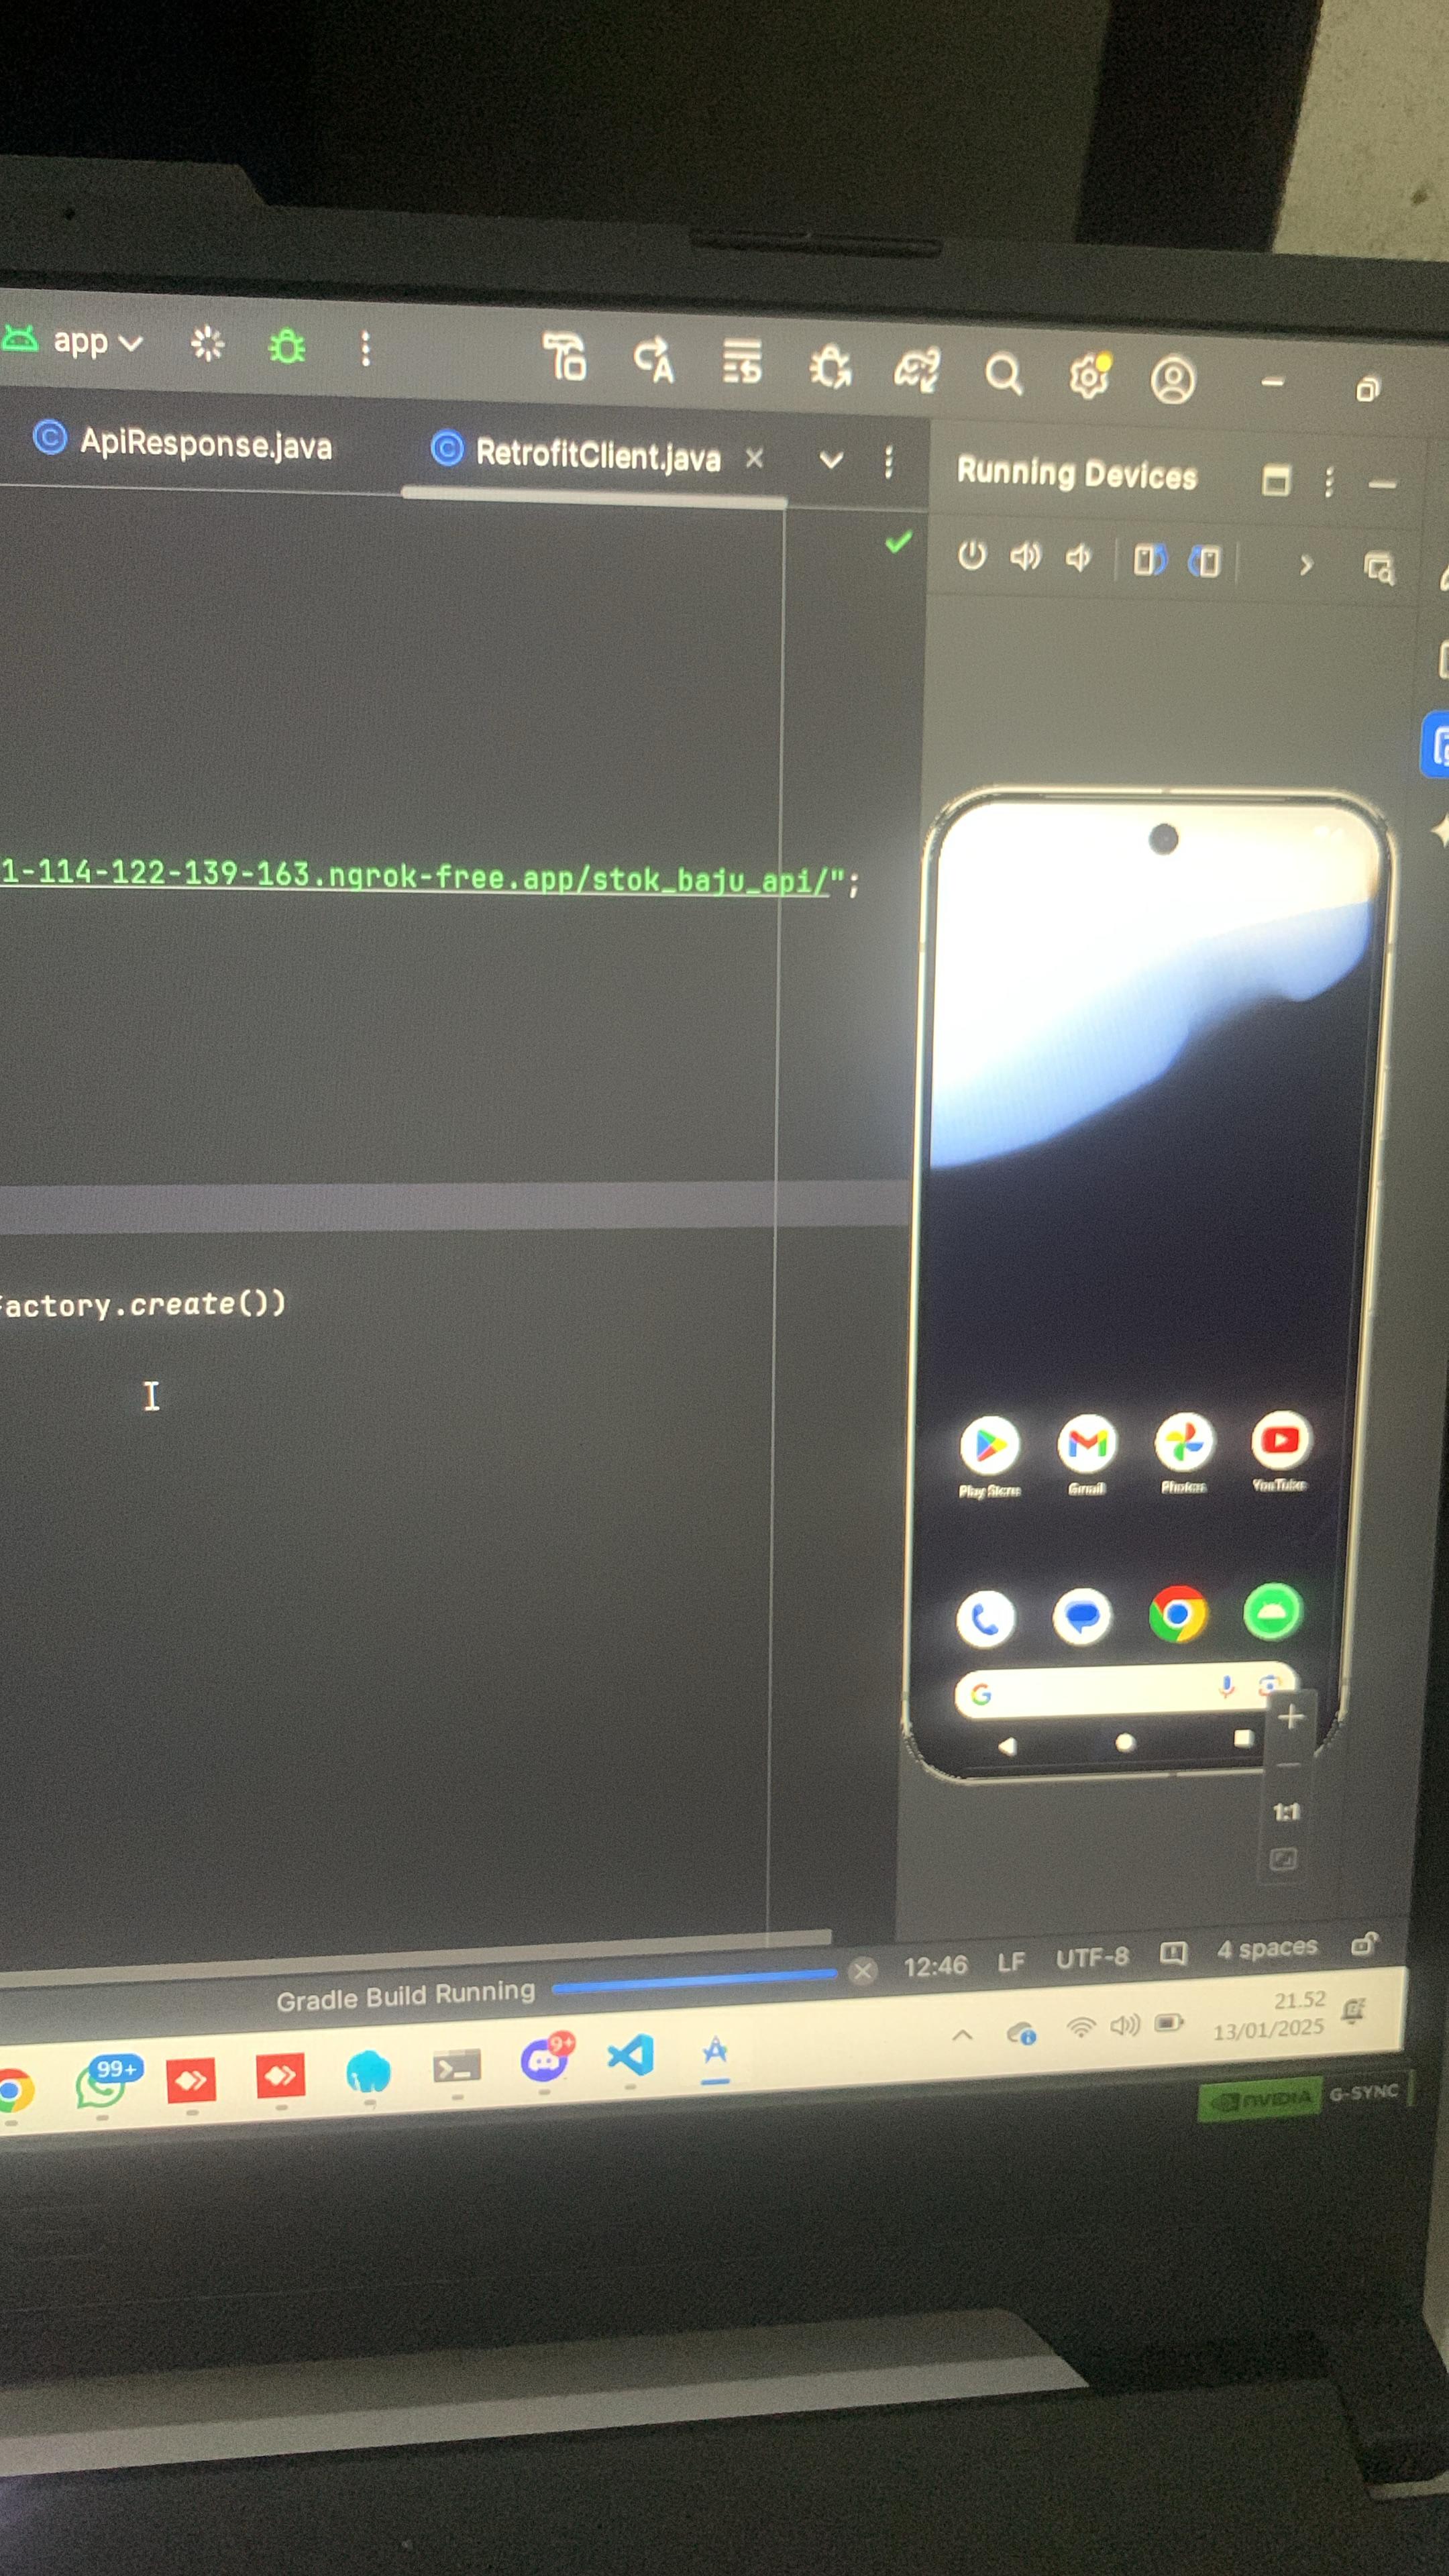 app
ApiResponse.java
RetrofitClient.java
Running Devices
1-114-122-139-163.ngrok-free.app/stok_baju_api/";
actory.create())
Play Store
Gmail
Photos
YouTube
1:1
Gradle Build Running
12:46 LF UTF-8 4 spaces
99+
9+
21.52
13/01/2025
NVIDIA G-SYNC